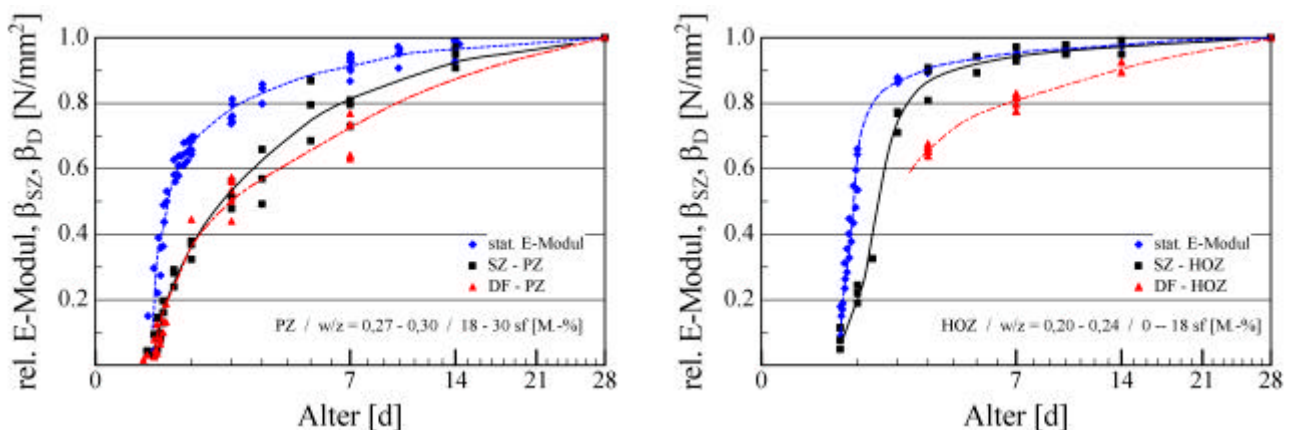 rel. E-Modul, βSZ, βD [N/mm²]
1.0
0.8
0.6
0.4
0.2
stat. E-Modul
SZ - PZ
DF - PZ
PZ / w/z = 0,27 - 0,30 / 18 - 30 sf [M.-%]
0 7 14 21 28
Alter [d]
rel. E-Modul, βSZ, βD [N/mm²]
1.0
0.8
0.6
0.4
0.2
stat. E-Modul
SZ - HOZ
DF - HOZ
HOZ / w/z = 0,20 - 0,24 / 0 -- 18 sf [M.-%]
0 7 14 21 28
Alter [d]